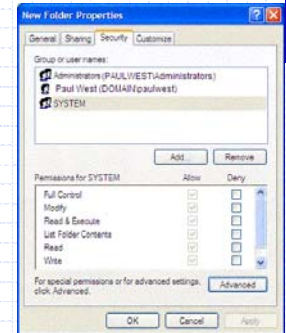 New Folder Properties
General Sharing Security Customize
Group or user names:
Administrators (PAULWEST\Administrators)
Paul West (DOMAIN\paulwest)
SYSTEM
Add... Remove
Permissions for SYSTEM Allow Deny
Full Control
Modify
Read & Execute
List Folder Contents
Read
Write
For special permissions or for advanced settings, click Advanced.
Advanced
OK Cancel Apply